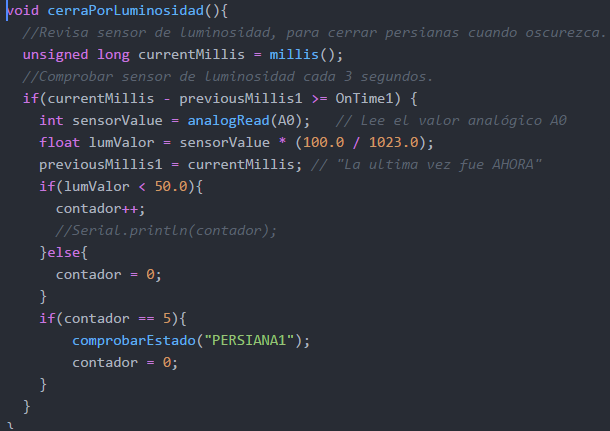 void cerraPorLuminosidad(){
  //Revisa sensor de luminosidad, para cerrar persianas cuando oscurezca.
  unsigned long currentMillis = millis();
  //Comprobar sensor de luminosidad cada 3 segundos.
  if(currentMillis - previousMillis1 >= OnTime1) {
    int sensorValue = analogRead(A0);   // Lee el valor analógico A0
    float lumValor = sensorValue * (100.0 / 1023.0);
    previousMillis1 = currentMillis; // "La ultima vez fue AHORA"
    if(lumValor < 50.0){
      contador++;
      //Serial.println(contador);
    }else{
      contador = 0;
    }
    if(contador == 5){
        comprobarEstado("PERSIANA1");
        contador = 0;
    }
  }
}